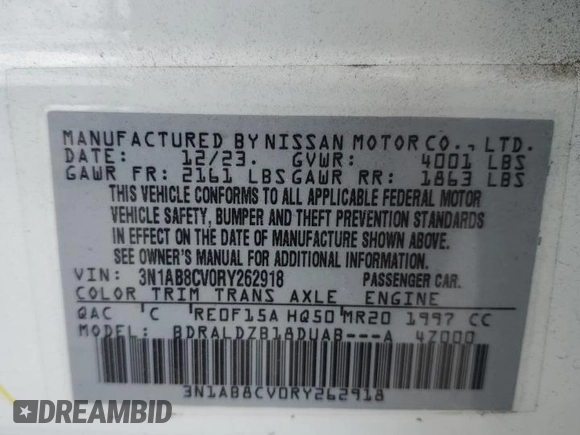 MANUFACTURED BY NISSAN MOTOR CO., LTD.
DATE: 12/23. GVWR: 4001 LBS
GAWR FR: 2161 LBS GAWR RR: 1863 LBS
THIS VEHICLE CONFORMS TO ALL APPLICABLE FEDERAL MOTOR
VEHICLE SAFETY, BUMPER AND THEFT PREVENTION STANDARDS
IN EFFECT ON THE DATE OF MANUFACTURE SHOWN ABOVE.
SEE OWNER'S MANUAL FOR ADDITIONAL INFORMATION.
VIN: 3N1AB8CV0RY262918 PASSENGER CAR.
COLOR TRIM TRANS AXLE ENGINE
QAC C RE0F15A HQ50 MR20 1997 CC
BDRALDZB18DUAB---A 4Z000
3N1AB8CV0RY262918
DREAMBID